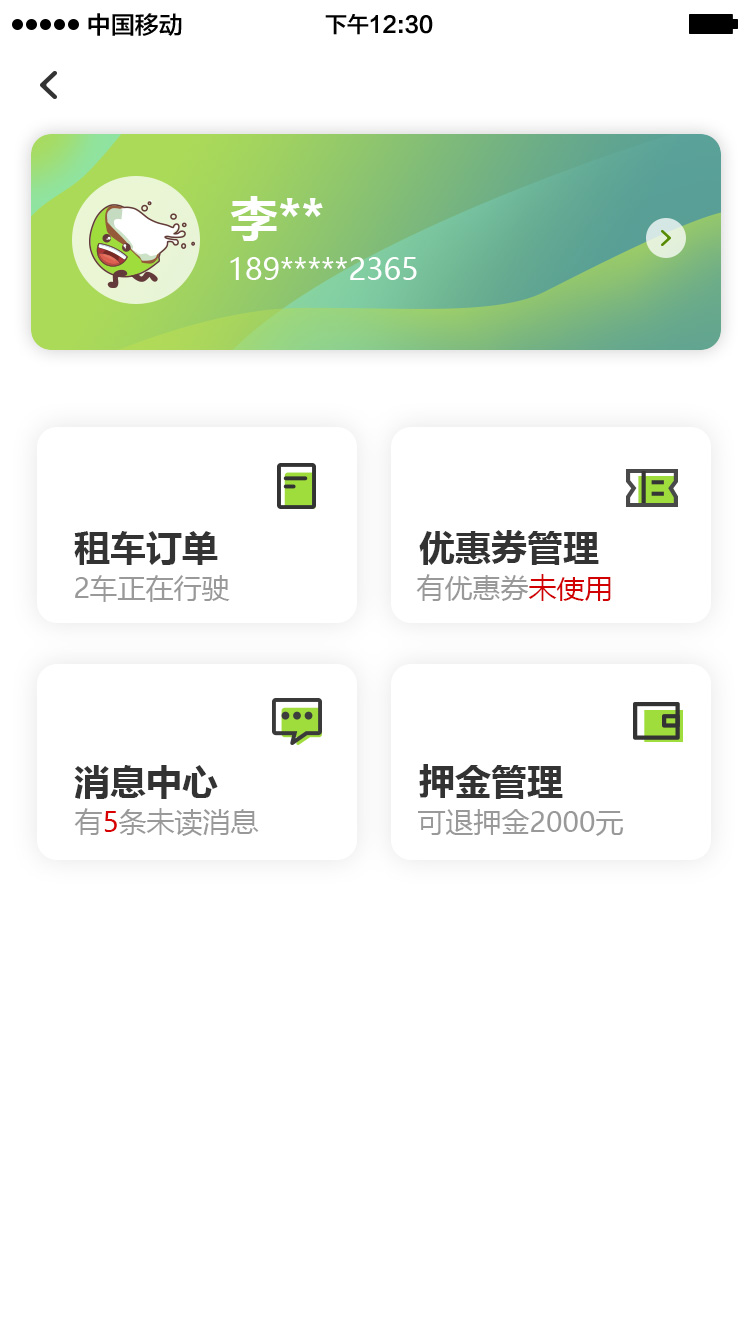 中国移动 下午12:30
李**
189*****2365
租车订单
2车正在行驶
优惠券管理
有优惠券未使用
消息中心
有5条未读消息
押金管理
可退押金2000元